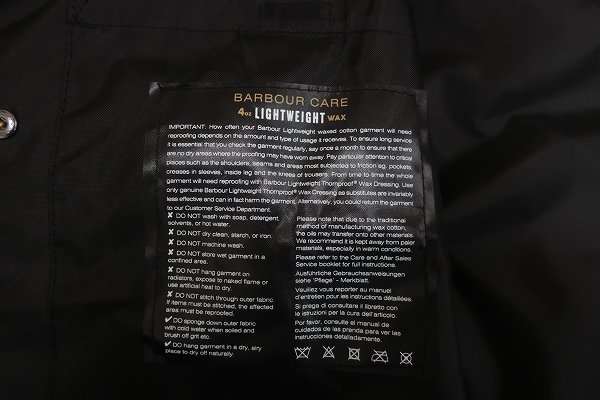 BARBOUR CARE
4oz LIGHTWEIGHT WAX
IMPORTANT: How often your Barbour Lightweight waxed cotton garment will need
reproofing depends on the amount and type of usage it receives. To ensure long service
it is essential that you check the garment regularly, say once a month to ensure that there
are no dry areas where the proofing may have worn away. Pay particular attention to critical
places such as the shoulders, seams and areas most subjected to friction eg. pockets,
creases in sleeves, inside leg and the knees of trousers. From time to time the whole
garment will need reproofing with Barbour Lightweight Thornproof® Wax Dressing. Use
only genuine Barbour Lightweight Thornproof® Wax Dressing as substitutes are invariably
less effective and can in fact harm the garment. Alternatively, you could return the garment
to our Customer Service Department.
✘ DO NOT wash with soap, detergent,
solvents, or hot water.
✘ DO NOT dry clean, starch, or iron.
✘ DO NOT machine wash.
✘ DO NOT store wet garment in a
confined area.
✘ DO NOT hang garment on
radiators, expose to naked flame or
use artificial heat to dry.
✘ DO NOT stitch through outer fabric.
If items must be stitched, the affected
area must be reproofed.
✔ DO sponge down outer fabric
with cold water when soiled and
brush off grit etc.
✔ DO hang garment in a dry, airy
place to dry off naturally.
Please note that due to the traditional
method of manufacturing wax cotton,
the oils may transfer onto other materials.
We recommend it is kept away from paler
materials, especially in warm conditions.
Please refer to the Care and After Sales
Service booklet for full instructions.
Ausführliche Gebrauchsanweisungen
siehe 'Pflege' - Merkblatt.
Veuillez vous reporter au manuel
d'entretien pour les instructions détaillées.
Si prega di consultare il libretto con
le istruzioni per la cura dell'articolo.
Por favor, consulte el manual de
cuidados de las prenda para ver las
instrucciones detalladamente.